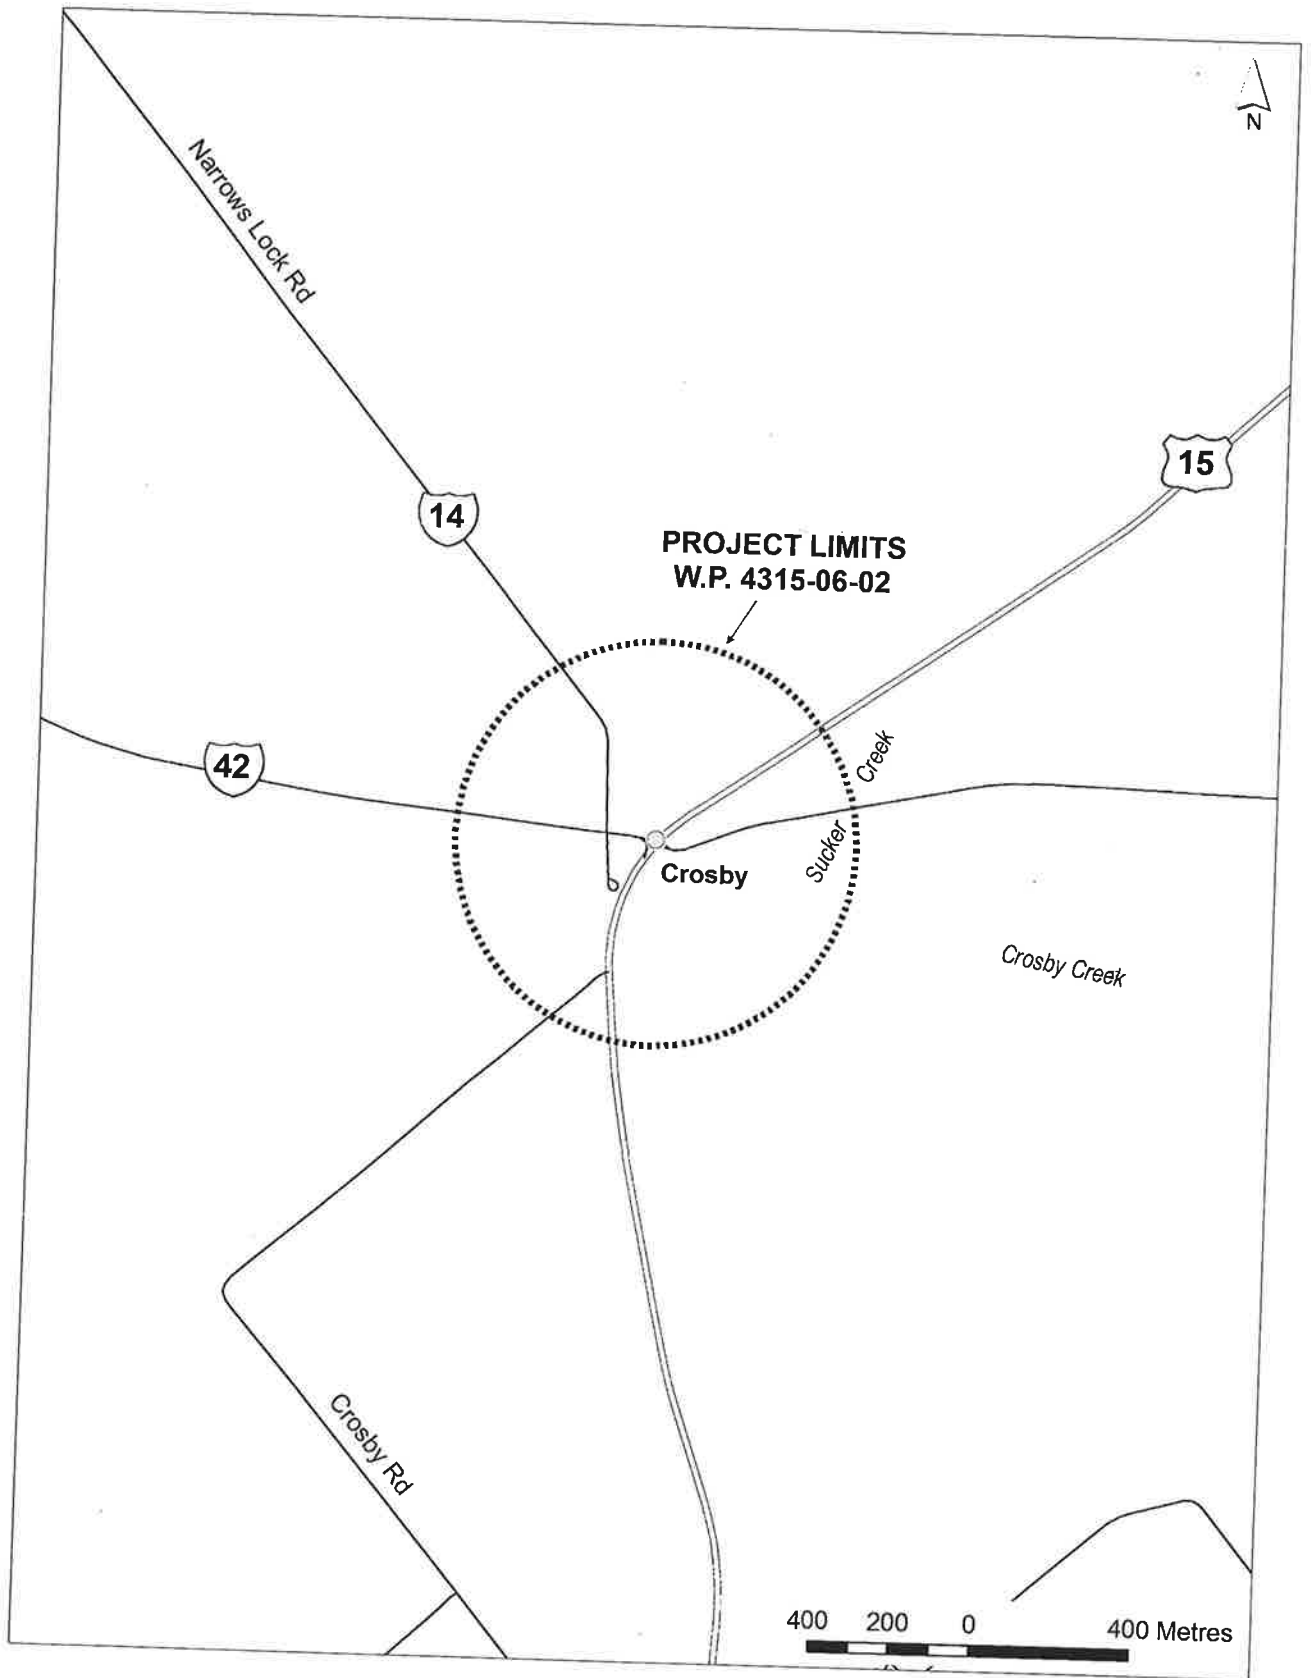 N
Narrows Lock Rd
15
14
PROJECT LIMITS
W.P. 4315-06-02
Creek
42
Sucker
Crosby
Crosby Creek
Crosby Rd
400 200 0 400 Metres